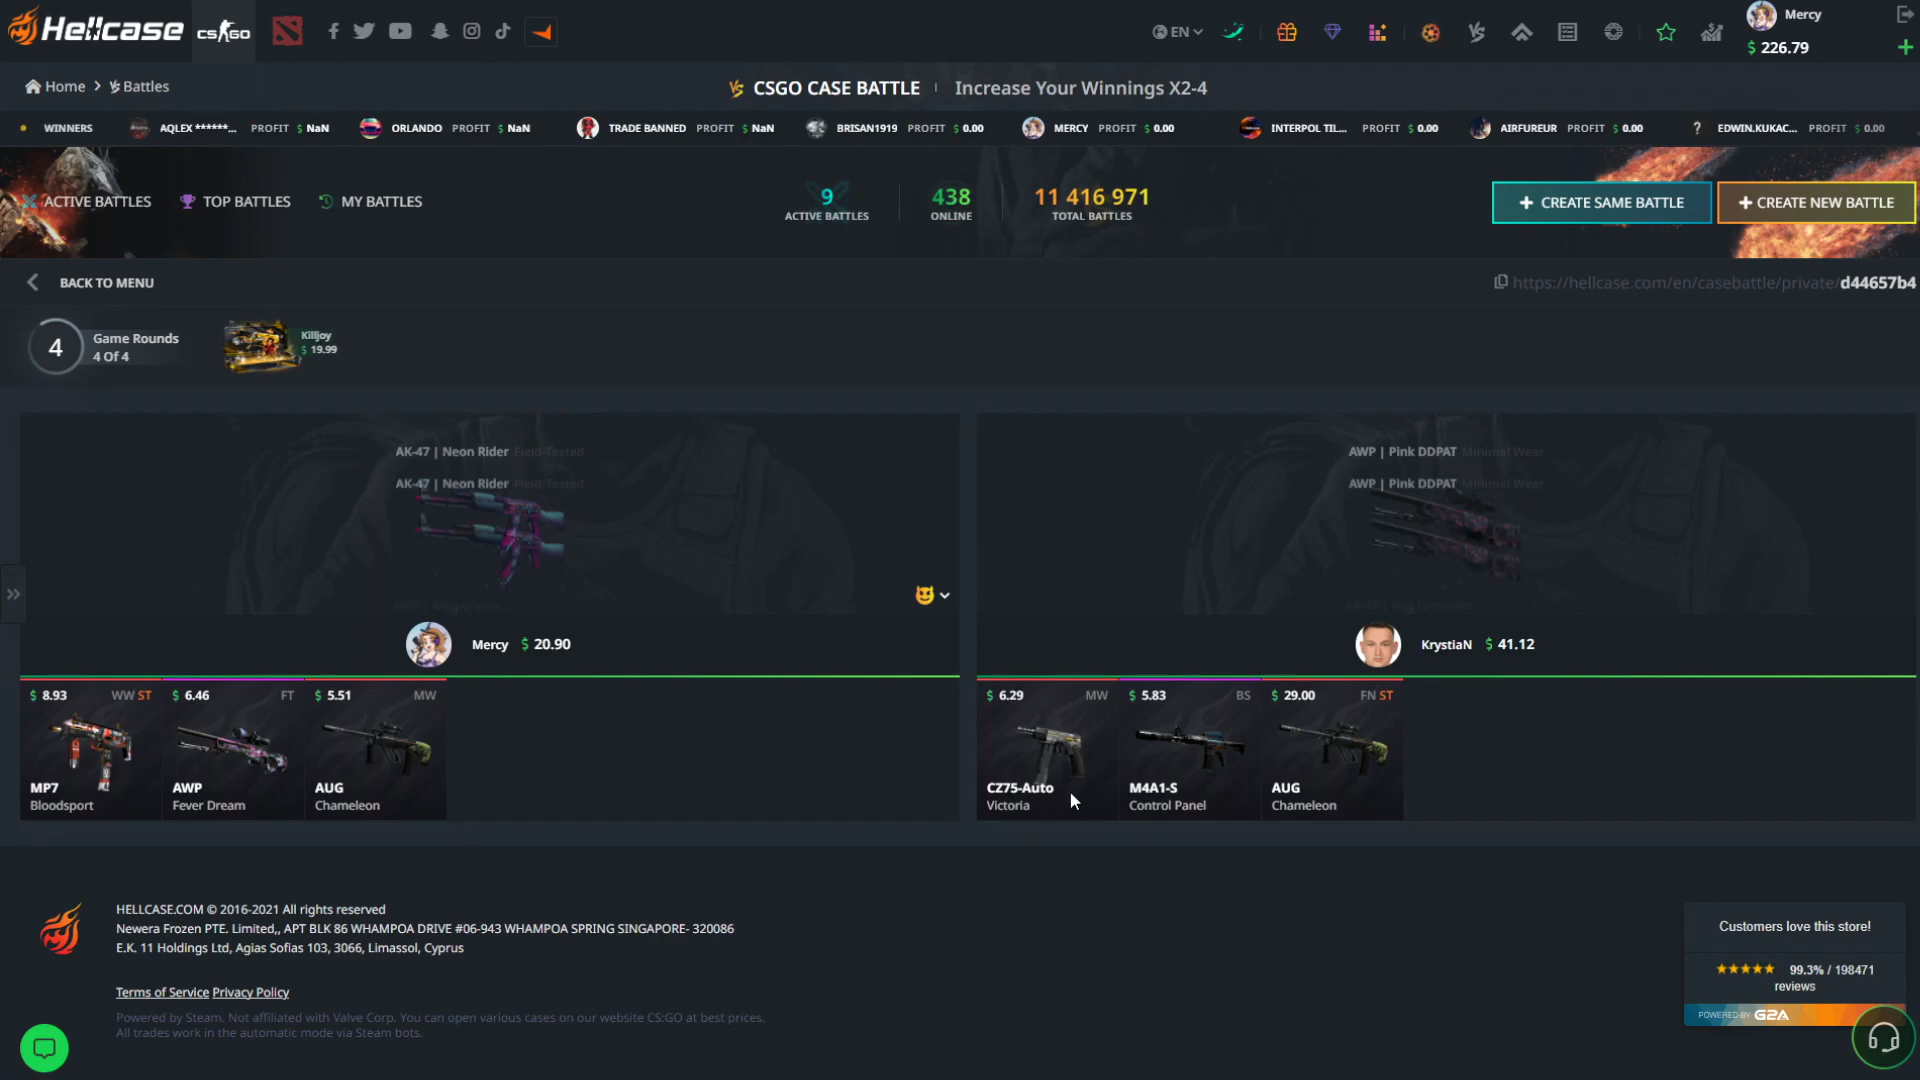 Hellcase
CS:GO
EN
Mercy
$ 226.79
Home > Battles
CSGO CASE BATTLE
Increase Your Winnings X2-4
WINNERS
AQLEX ******... PROFIT $ NaN
ORLANDO PROFIT $ NaN
TRADE BANNED PROFIT $ NaN
BRISAN1919 PROFIT $ 0.00
MERCY PROFIT $ 0.00
INTERPOL TIL... PROFIT $ 0.00
AIRFUREUR PROFIT $ 0.00
? EDWIN.KUKAC... PROFIT $ 0.00
ACTIVE BATTLES
TOP BATTLES
MY BATTLES
9
ACTIVE BATTLES
438
ONLINE
11 416 971
TOTAL BATTLES
+ CREATE SAME BATTLE
+ CREATE NEW BATTLE
BACK TO MENU
https://hellcase.com/en/casebattle/private/d44657b4
4
Game Rounds
4 Of 4
Killjoy
$ 19.99
AK-47 | Neon Rider Field-Tested
AK-47 | Neon Rider Field-Tested
AWP | Pink DDPAT Minimal Wear
AWP | Pink DDPAT Minimal Wear
Mercy $ 20.90
KrystiaN $ 41.12
$ 8.93 WW ST
MP7
Bloodsport
$ 6.46 FT
AWP
Fever Dream
$ 5.51 MW
AUG
Chameleon
$ 6.29 MW
CZ75-Auto
Victoria
$ 5.83 BS
M4A1-S
Control Panel
$ 29.00 FN ST
AUG
Chameleon
HELLCASE.COM © 2016-2021 All rights reserved
Newera Frozen PTE. Limited,, APT BLK 86 WHAMPOA DRIVE #06-943 WHAMPOA SPRING SINGAPORE- 320086
E.K. 11 Holdings Ltd, Agias Sofias 103, 3066, Limassol, Cyprus
Terms of Service Privacy Policy
Powered by Steam. Not affiliated with Valve Corp. You can open various cases on our website CS:GO at best prices.
All trades work in the automatic mode via Steam bots.
Customers love this store!
99.3% / 198471
reviews
POWERED BY G2A